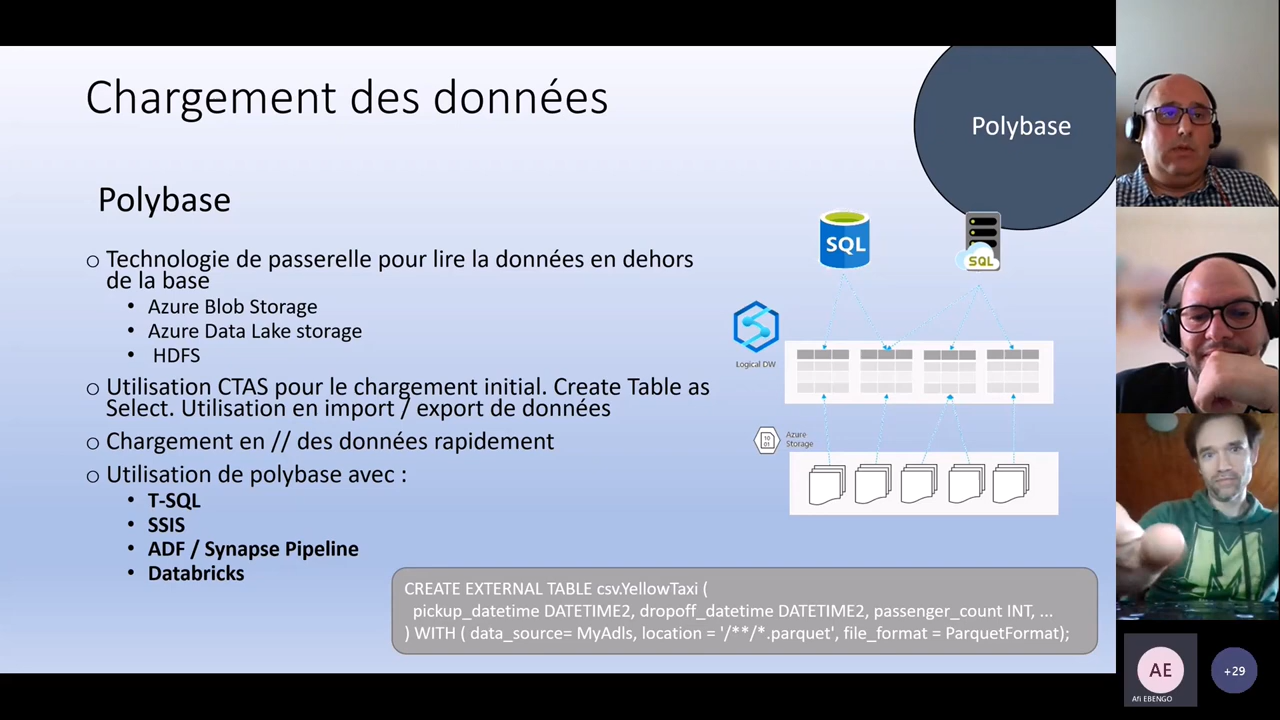 Chargement des données
Polybase
Polybase
o Technologie de passerelle pour lire la données en dehors
de la base
• Azure Blob Storage
• Azure Data Lake storage
• HDFS
o Utilisation CTAS pour le chargement initial. Create Table as
Select. Utilisation en import / export de données
o Chargement en // des données rapidement
o Utilisation de polybase avec :
• T-SQL
• SSIS
• ADF / Synapse Pipeline
• Databricks
SQL
SQL
Logical DW
10
01
Azure
Storage
CREATE EXTERNAL TABLE csv.YellowTaxi (
pickup_datetime DATETIME2, dropoff_datetime DATETIME2, passenger_count INT, ...
) WITH ( data_source= MyAdls, location = '/**/*.parquet', file_format = ParquetFormat);
AE
Afi EBENGO
+29